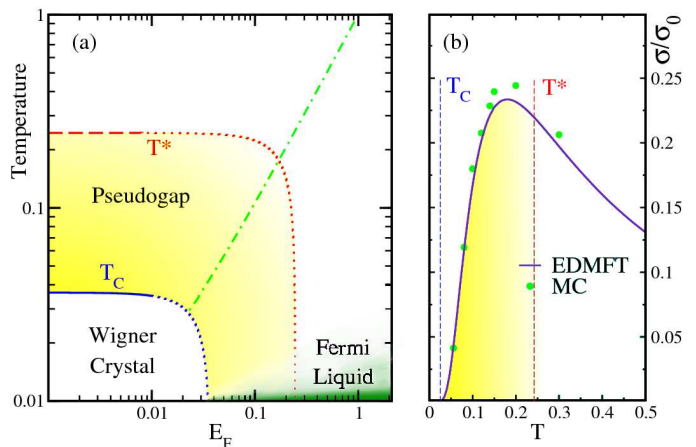 (a)
Temperature
1
0.1
0.01
T*
Pseudogap
T_C
Wigner
Crystal
Fermi
Liquid
0.01
0.1
1
E_F
(b)
σ/σ_0
T_C
T*
0.25
0.2
0.15
0.1
0.05
0
EDMFT
MC
0
0.1
0.2
0.3
0.4
0.5
T